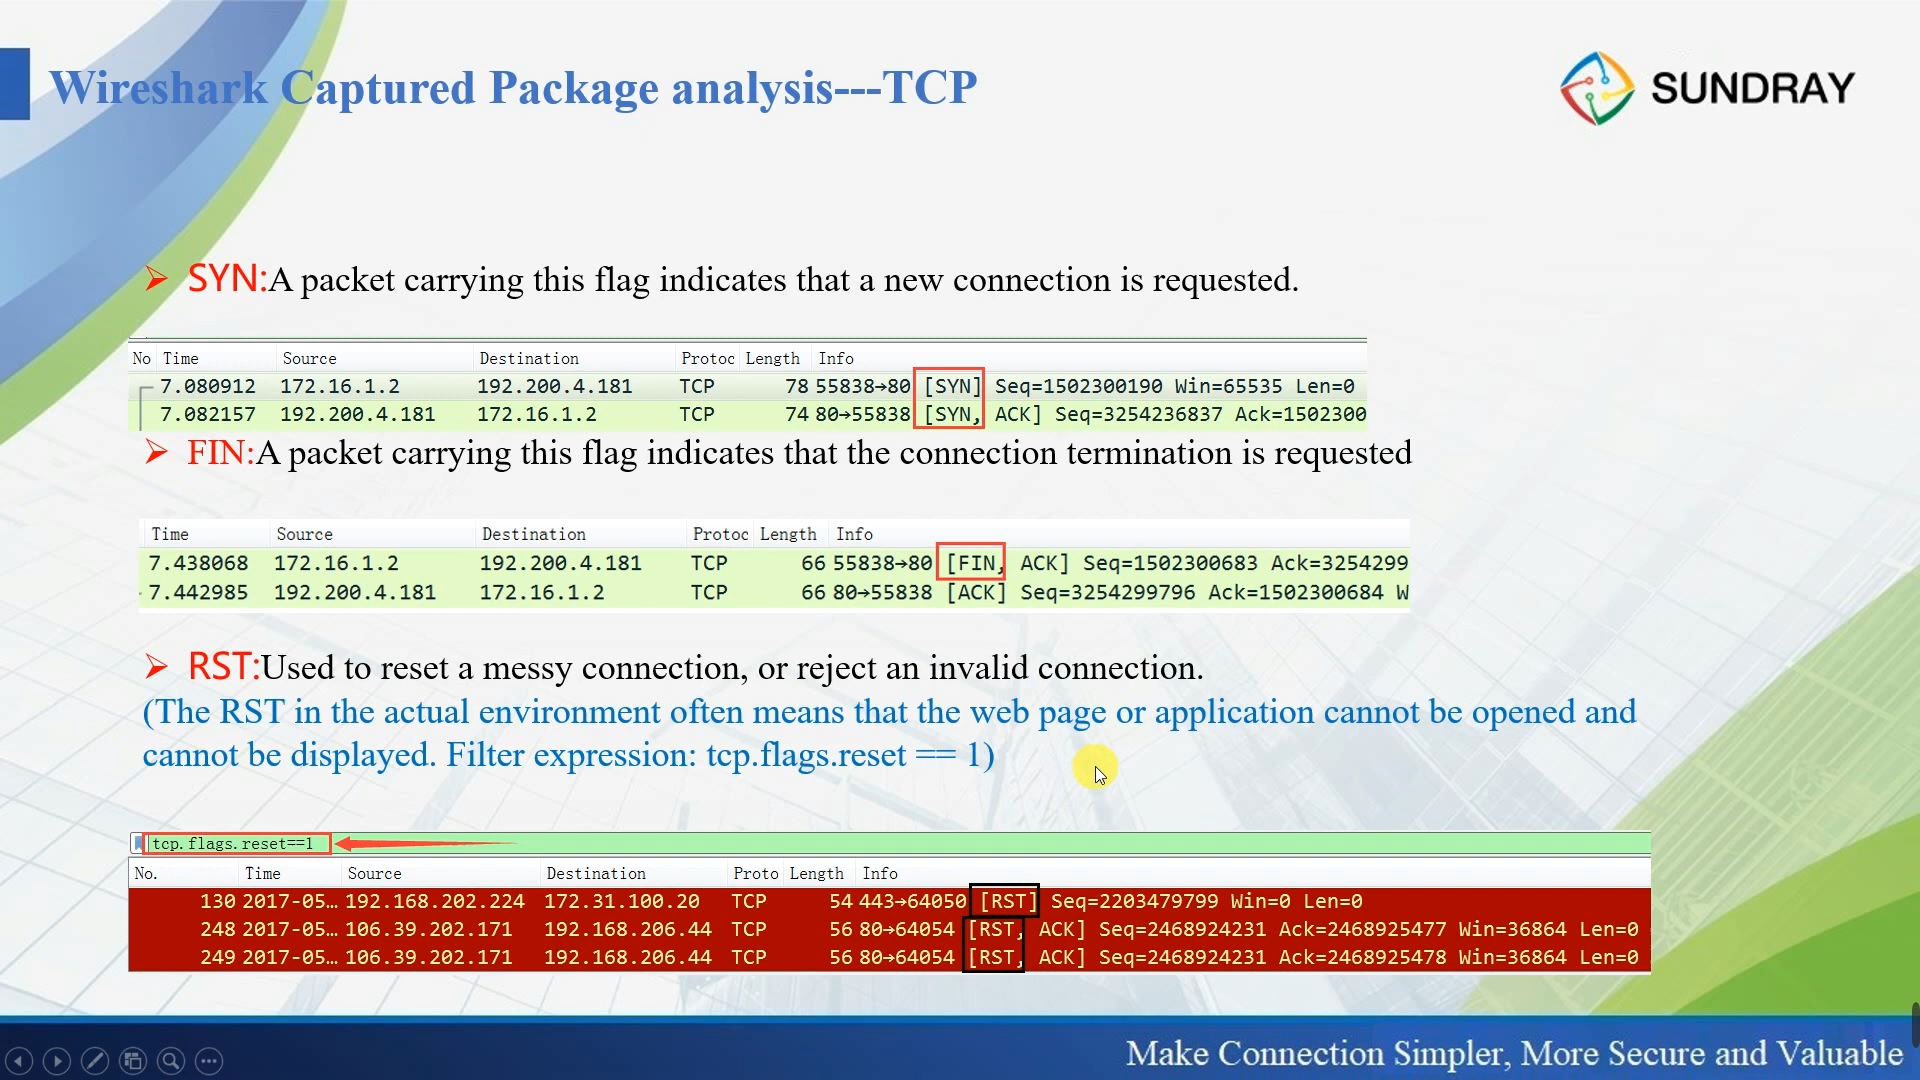 Wireshark Captured Package analysis---TCP
SUNDRAY
➢ SYN:A packet carrying this flag indicates that a new connection is requested.
No Time Source Destination Protoc Length Info
7.080912 172.16.1.2 192.200.4.181 TCP 78 55838→80 [SYN] Seq=1502300190 Win=65535 Len=0
7.082157 192.200.4.181 172.16.1.2 TCP 74 80→55838 [SYN, ACK] Seq=3254236837 Ack=1502300
➢ FIN:A packet carrying this flag indicates that the connection termination is requested
Time Source Destination Protoc Length Info
7.438068 172.16.1.2 192.200.4.181 TCP 66 55838→80 [FIN, ACK] Seq=1502300683 Ack=3254299
7.442985 192.200.4.181 172.16.1.2 TCP 66 80→55838 [ACK] Seq=3254299796 Ack=1502300684 W
➢ RST:Used to reset a messy connection, or reject an invalid connection.
(The RST in the actual environment often means that the web page or application cannot be opened and
cannot be displayed. Filter expression: tcp.flags.reset == 1)
tcp.flags.reset==1
No. Time Source Destination Proto Length Info
130 2017-05… 192.168.202.224 172.31.100.20 TCP 54 443→64050 [RST] Seq=2203479799 Win=0 Len=0
248 2017-05… 106.39.202.171 192.168.206.44 TCP 56 80→64054 [RST, ACK] Seq=2468924231 Ack=2468925477 Win=36864 Len=0
249 2017-05… 106.39.202.171 192.168.206.44 TCP 56 80→64054 [RST, ACK] Seq=2468924231 Ack=2468925478 Win=36864 Len=0
Make Connection Simpler, More Secure and Valuable